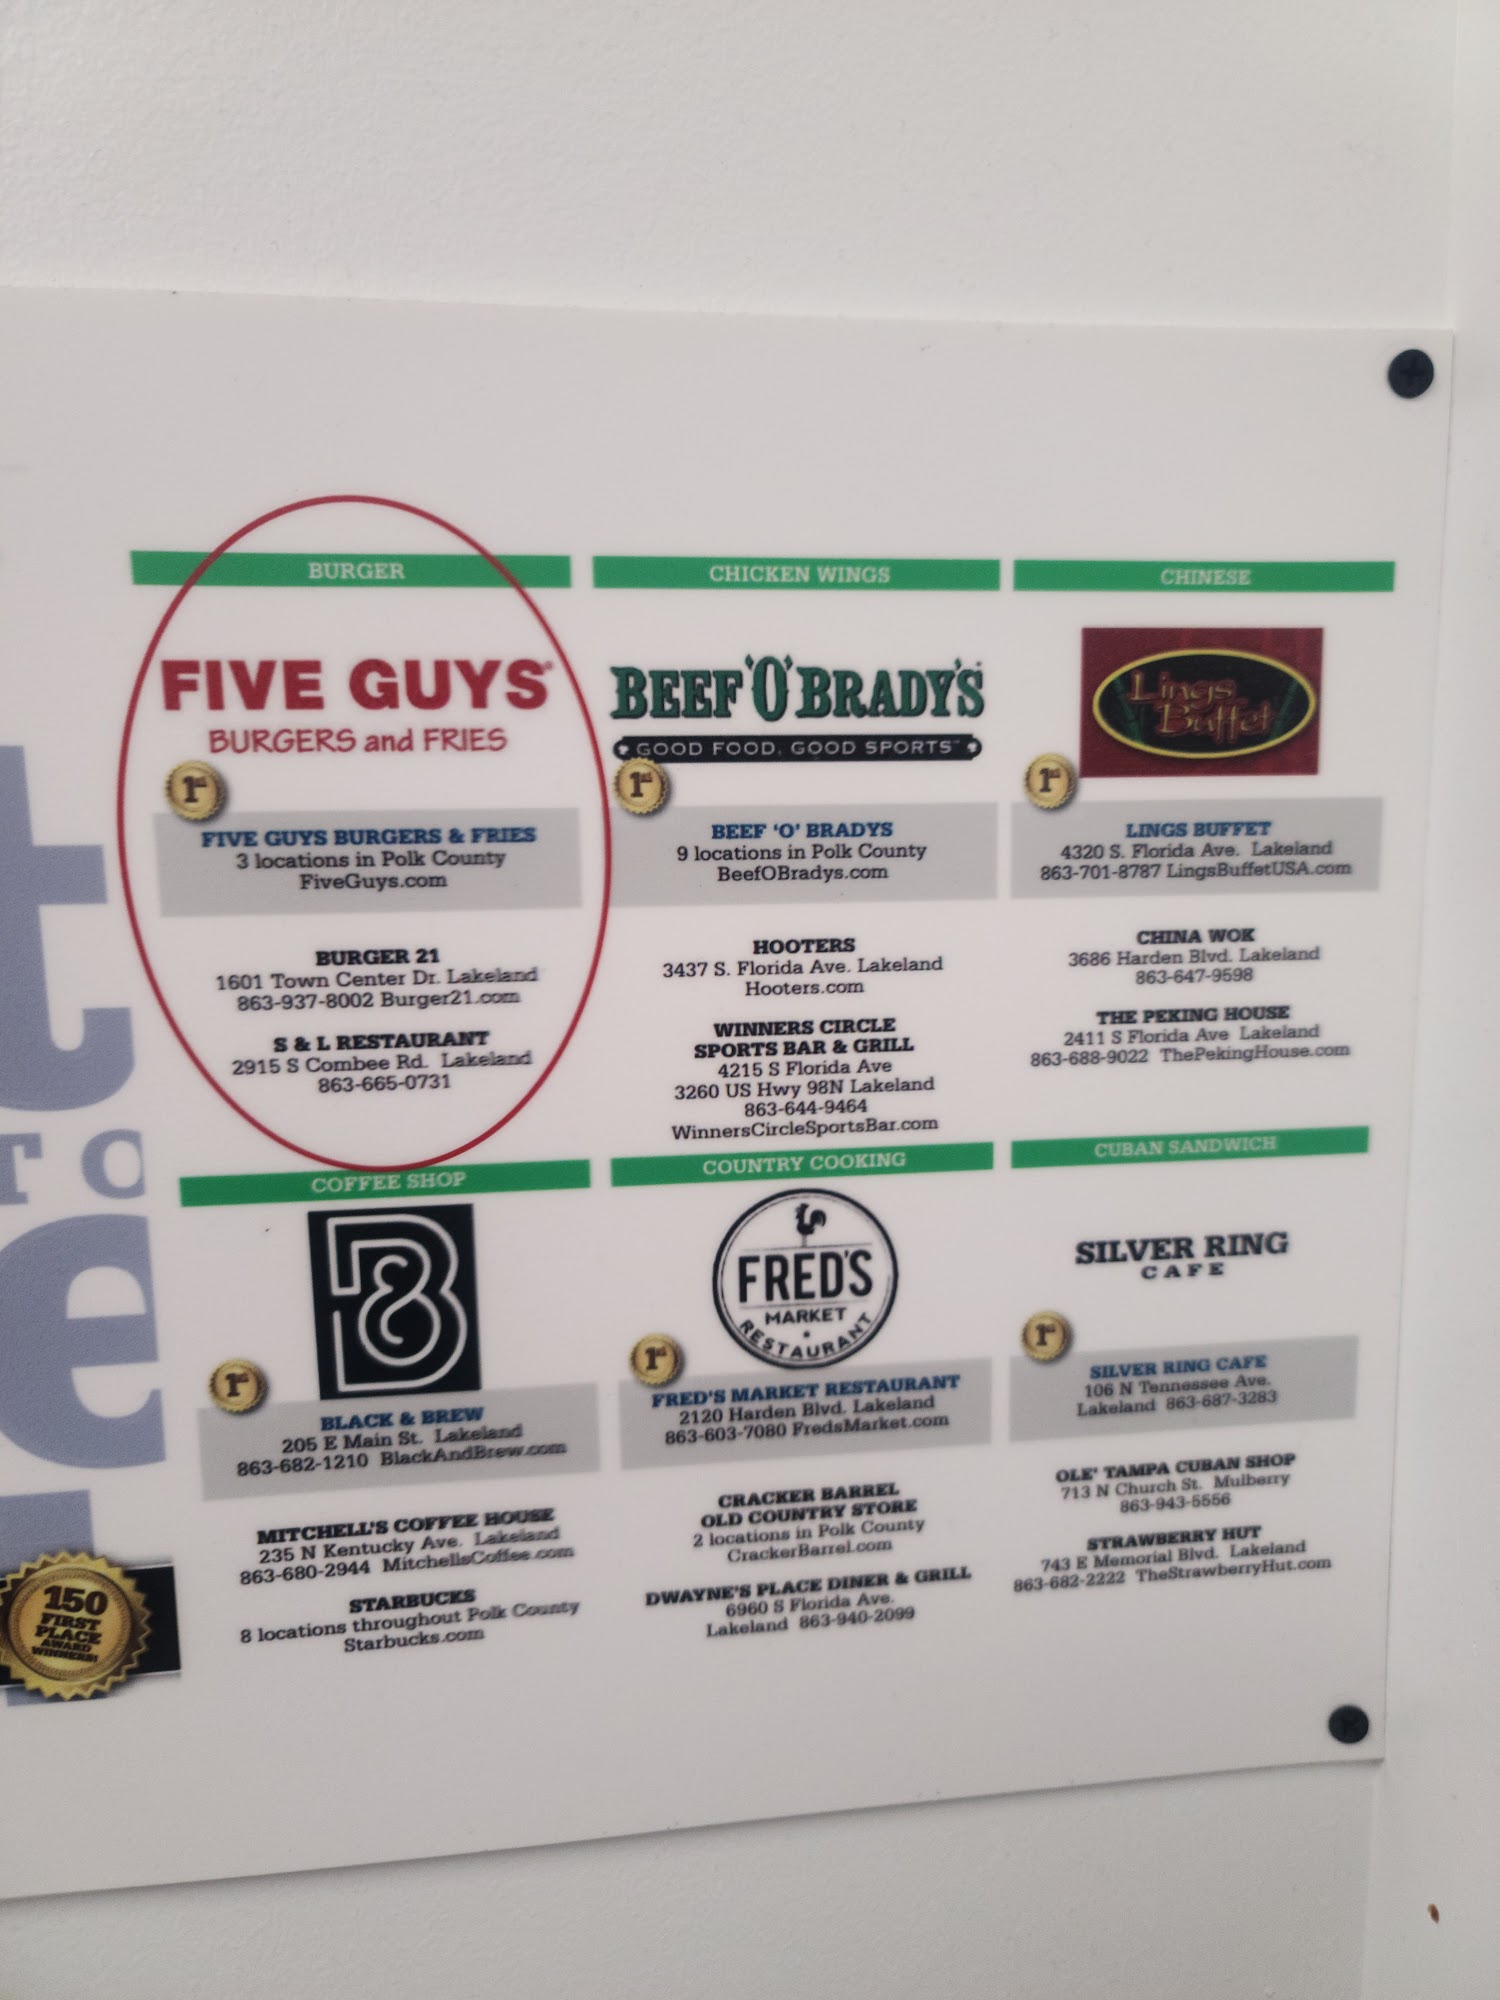 t
TO
e
150
FIRST
PLACE
AWARD
WINNERS!
BURGER
FIVE GUYS®
BURGERS and FRIES
1st
FIVE GUYS BURGERS & FRIES
3 locations in Polk County
FiveGuys.com
BURGER 21
1601 Town Center Dr. Lakeland
863-937-8002 Burger21.com
S & L RESTAURANT
2915 S Combee Rd. Lakeland
863-665-0731
CHICKEN WINGS
BEEF 'O' BRADY'S
GOOD FOOD. GOOD SPORTS™
1st
BEEF 'O' BRADYS
9 locations in Polk County
BeefOBradys.com
HOOTERS
3437 S. Florida Ave. Lakeland
Hooters.com
WINNERS CIRCLE
SPORTS BAR & GRILL
4215 S Florida Ave
3260 US Hwy 98N Lakeland
863-644-9464
WinnersCircleSportsBar.com
CHINESE
Lings
Buffet
1st
LINGS BUFFET
4320 S. Florida Ave. Lakeland
863-701-8787 LingsBuffetUSA.com
CHINA WOK
3686 Harden Blvd. Lakeland
863-647-9598
THE PEKING HOUSE
2411 S Florida Ave Lakeland
863-688-9022 ThePekingHouse.com
COFFEE SHOP
B
1st
BLACK & BREW
205 E Main St. Lakeland
863-682-1210 BlackAndBrew.com
MITCHELL'S COFFEE HOUSE
235 N Kentucky Ave. Lakeland
863-680-2944 MitchellsCoffee.com
STARBUCKS
8 locations throughout Polk County
Starbucks.com
COUNTRY COOKING
FRED'S
MARKET
RESTAURANT
1st
FRED'S MARKET RESTAURANT
2120 Harden Blvd. Lakeland
863-603-7080 FredsMarket.com
CRACKER BARREL
OLD COUNTRY STORE
2 locations in Polk County
CrackerBarrel.com
DWAYNE'S PLACE DINER & GRILL
6960 S Florida Ave.
Lakeland 863-940-2099
CUBAN SANDWICH
SILVER RING
CAFE
1st
SILVER RING CAFE
106 N Tennessee Ave.
Lakeland 863-687-3283
OLE' TAMPA CUBAN SHOP
713 N Church St. Mulberry
863-943-5556
STRAWBERRY HUT
743 E Memorial Blvd. Lakeland
863-682-2222 TheStrawberryHut.com